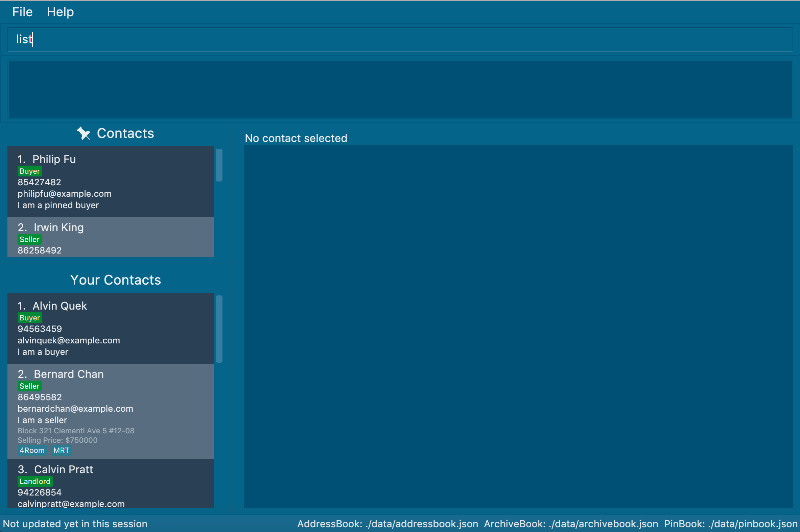 File Help
list
Contacts
1. Philip Fu
Buyer
85427482
philipfu@example.com
I am a pinned buyer
2. Irwin King
Seller
86258492
Your Contacts
1. Alvin Quek
Buyer
94563459
alvinquek@example.com
I am a buyer
2. Bernard Chan
Seller
86495582
bernardchan@example.com
I am a seller
Block 321 Clementi Ave 5 #12-08
Selling Price: $750000
4Room MRT
3. Calvin Pratt
Landlord
94226854
calvinpratt@example.com
No contact selected
Not updated yet in this session
AddressBook: ./data/addressbook.json ArchiveBook: ./data/archivebook.json PinBook: ./data/pinbook.json